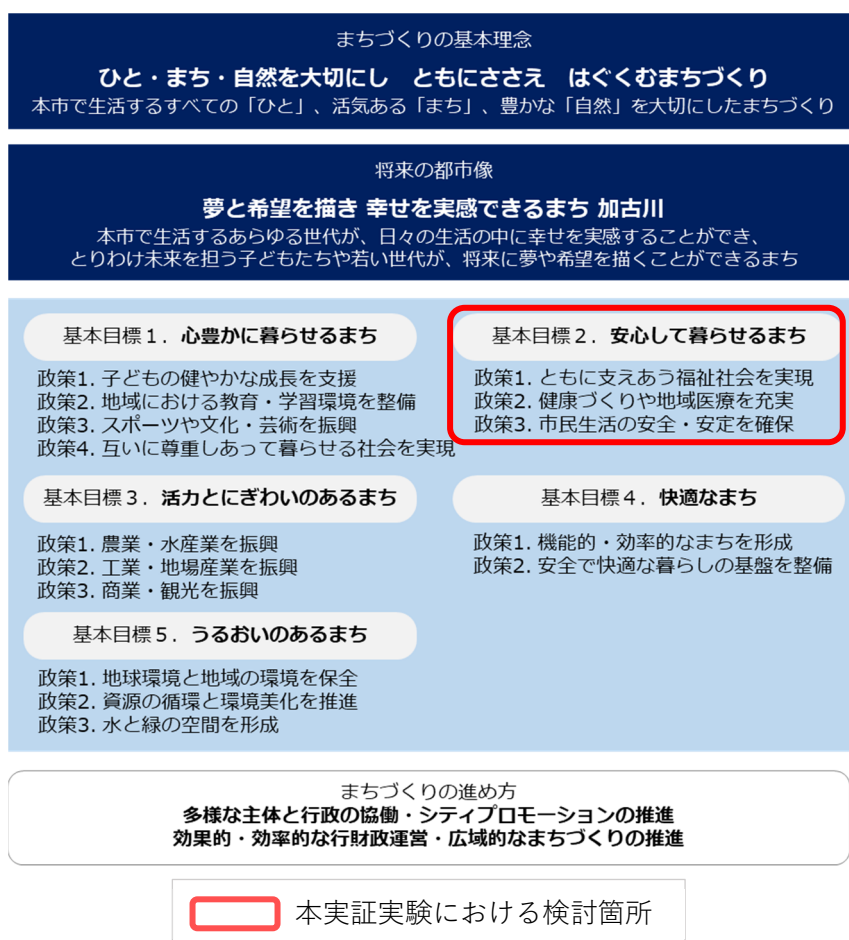 まちづくりの基本理念
ひと・まち・自然を大切にし　ともにささえ　はぐくむまちづくり
本市で生活するすべての「ひと」、活気ある「まち」、豊かな「自然」を大切にしたまちづくり
将来の都市像
夢と希望を描き 幸せを実感できるまち 加古川
本市で生活するあらゆる世代が、日々の生活の中に幸せを実感することができ、
とりわけ未来を担う子どもたちや若い世代が、将来に夢や希望を描くことができるまち
基本目標１．心豊かに暮らせるまち
政策1. 子どもの健やかな成長を支援
政策2. 地域における教育・学習環境を整備
政策3. スポーツや文化・芸術を振興
政策4. 互いに尊重しあって暮らせる社会を実現
基本目標２．安心して暮らせるまち
政策1. ともに支えあう福祉社会を実現
政策2. 健康づくりや地域医療を充実
政策3. 市民生活の安全・安定を確保
基本目標３．活力とにぎわいのあるまち
政策1. 農業・水産業を振興
政策2. 工業・地場産業を振興
政策3. 商業・観光を振興
基本目標４．快適なまち
政策1. 機能的・効率的なまちを形成
政策2. 安全で快適な暮らしの基盤を整備
基本目標５．うるおいのあるまち
政策1. 地球環境と地域の環境を保全
政策2. 資源の循環と環境美化を推進
政策3. 水と緑の空間を形成
まちづくりの進め方
多様な主体と行政の協働・シティプロモーションの推進
効果的・効率的な行財政運営・広域的なまちづくりの推進
本実証実験における検討箇所